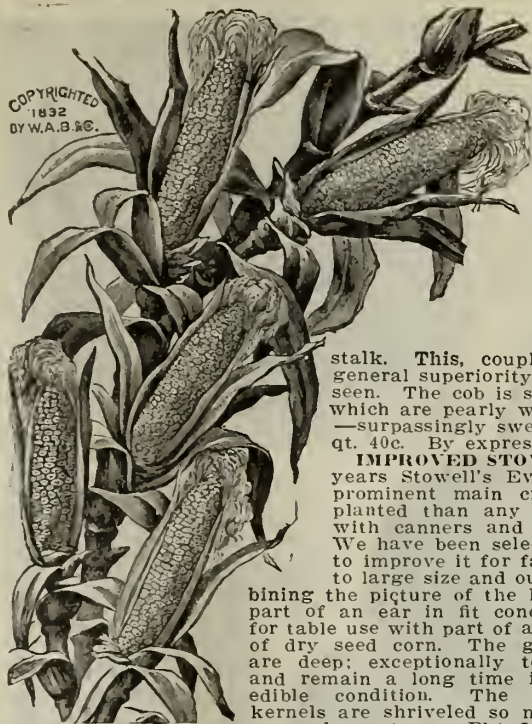 COPYRIGHTED
1892
BY W.A.B.&C.
stalk. This, coupl
general superiority
seen. The cob is s
which are pearly w
—surpassingly swe
qt. 40c. By expres
IMPROVED STOW
years Stowell's Ev
prominent main c
planted than any
with canners and
We have been sele
to improve it for fa
to large size and ou
bining the picture of the l
part of an ear in fit cond
for table use with part of a
of dry seed corn. The g
are deep; exceptionally t
and remain a long time i
edible condition. The
kernels are shriveled so